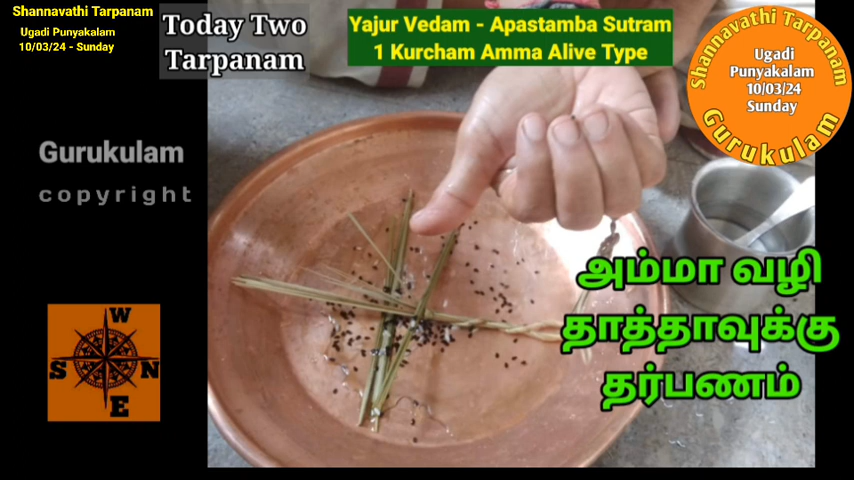 Shannavathi Tarpanam
Ugadi Punyakalam
10/03/24 - Sunday
Today Two
Tarpanam
Yajur Vedam - Apastamba Sutram
1 Kurcham Amma Alive Type
Shannavathi Tarpanam
Ugadi
Punyakalam
10/03/24
Sunday
Gurukulam
Gurukulam
copyright
அம்மா வழி
தாத்தாவுக்கு
தர்பணம்
W
S N
E